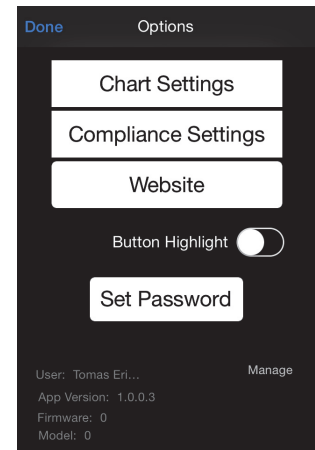 Done Options
Chart Settings
Compliance Settings
Website
Button Highlight
Set Password
User: Tomas Eri... Manage
App Version: 1.0.0.3
Firmware: 0
Model: 0